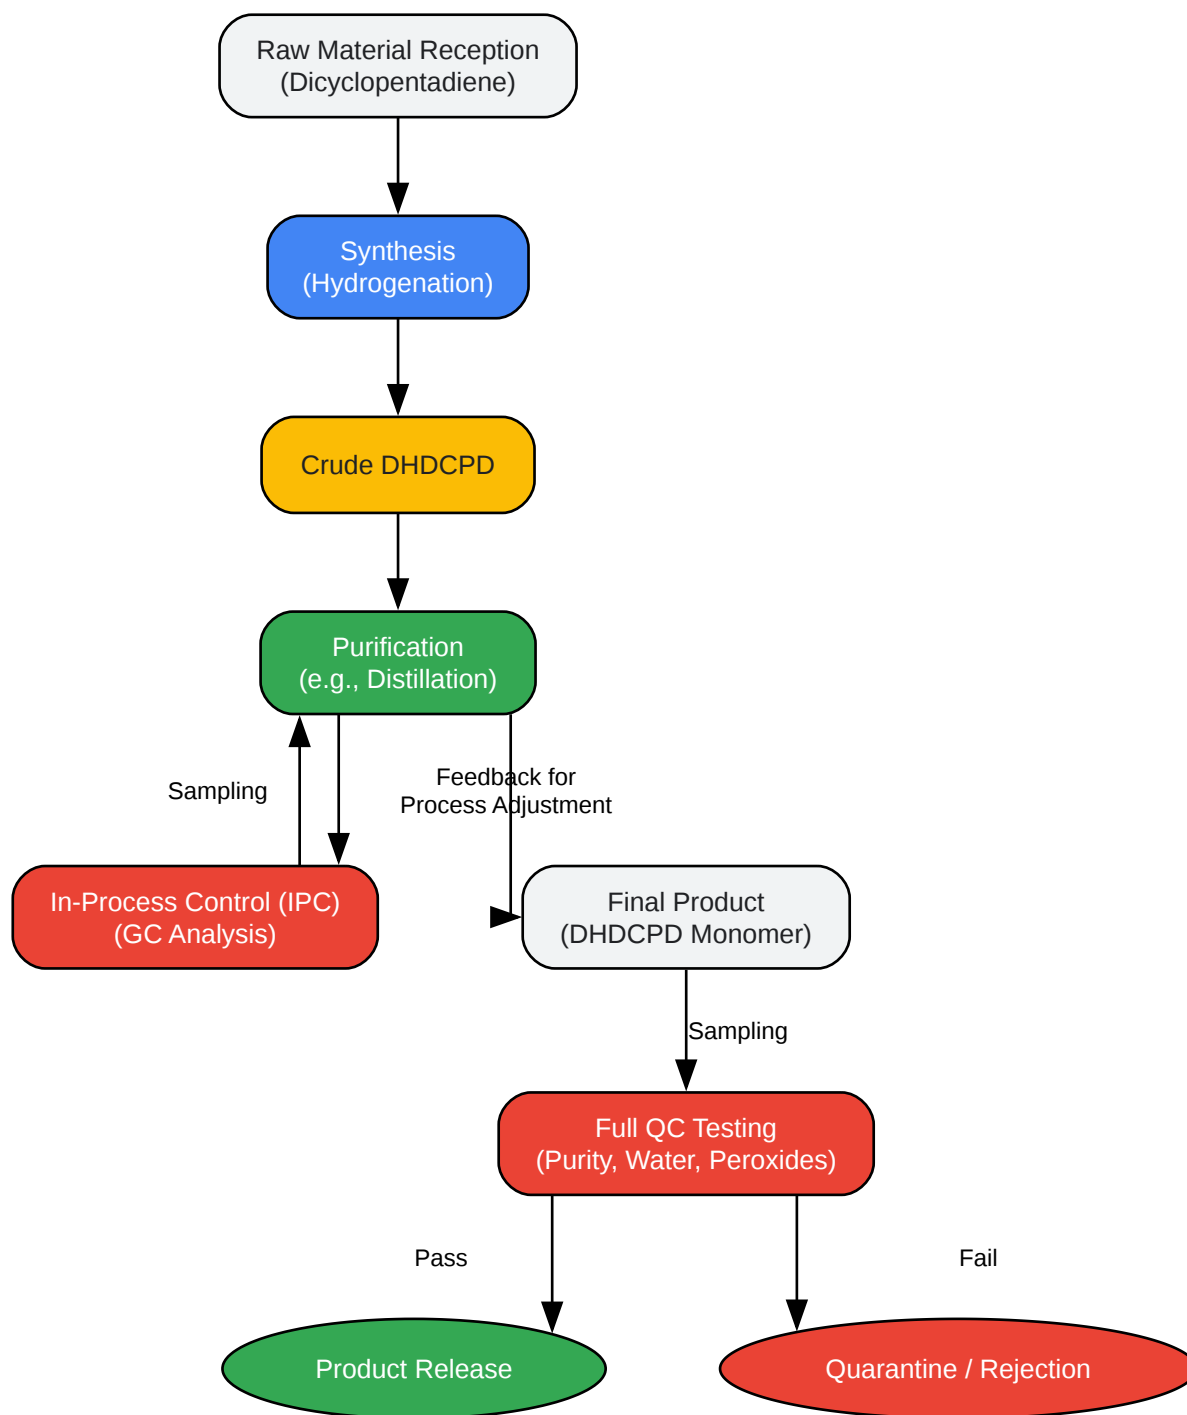 Raw Material Reception
(Dicyclopentadiene)
Synthesis
(Hydrogenation)
Crude DHDCPD
Purification
(e.g., Distillation)
Sampling
Feedback for
Process Adjustment
In-Process Control (IPC)
(GC Analysis)
Final Product
(DHDCPD Monomer)
Sampling
Full QC Testing
(Purity, Water, Peroxides)
Pass
Fail
Product Release
Quarantine / Rejection